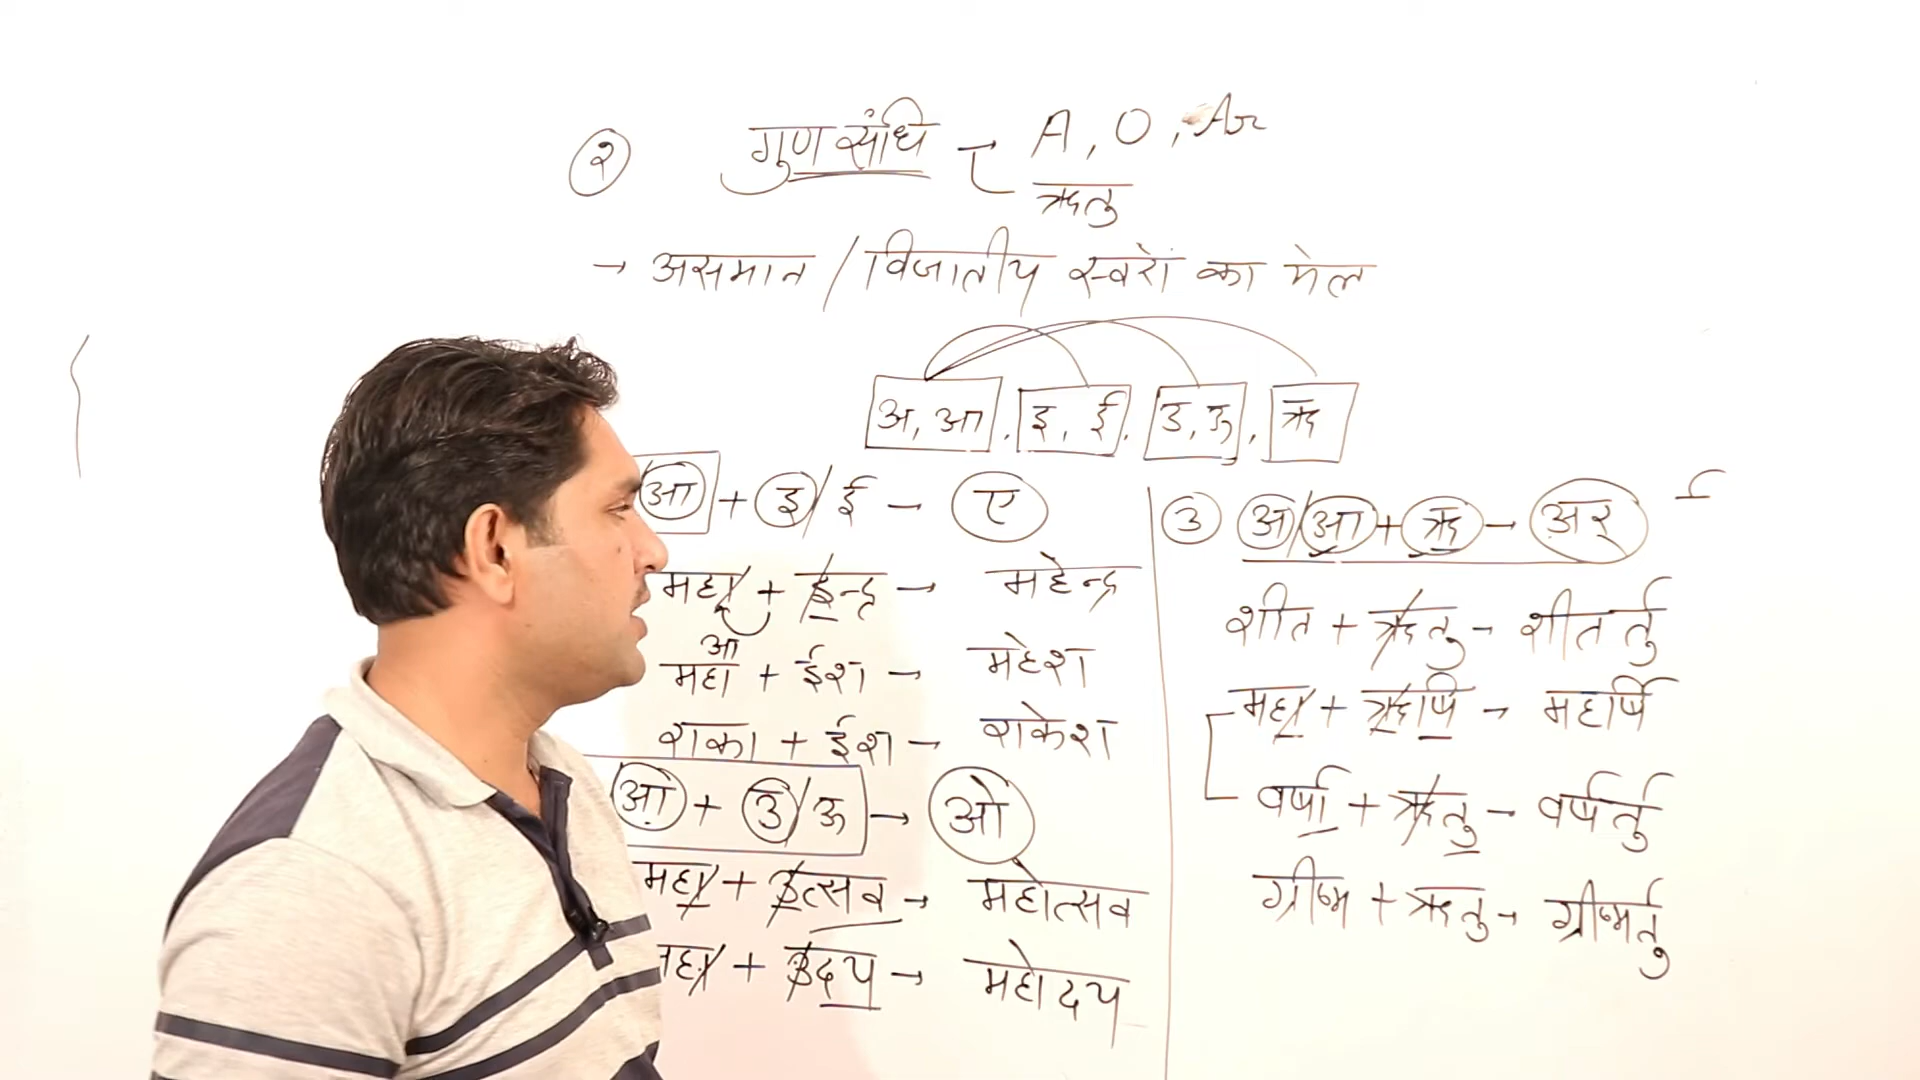 २ गुण संधि A, O, Ar
ऋतु
→ असमान / विजातीय स्वरों का मेल
अ, आ, इ, ई, उ, ऊ, ऋ
आ + इ/ई - ए
महा + इन्द्र → महेन्द्र
आ
महा + ईश → महेश
राका + ईश → राकेश
आ + उ/ऊ → ओ
महा + उत्सव → महोत्सव
महा + उदय → महोदय
3 अ/आ + ऋ - अर्
शीत + ऋतु - शीतर्तु
महा + ऋषि → महर्षि
वर्षा + ऋतु - वर्षर्तु
ग्रीष्म + ऋतु → ग्रीष्मर्तु